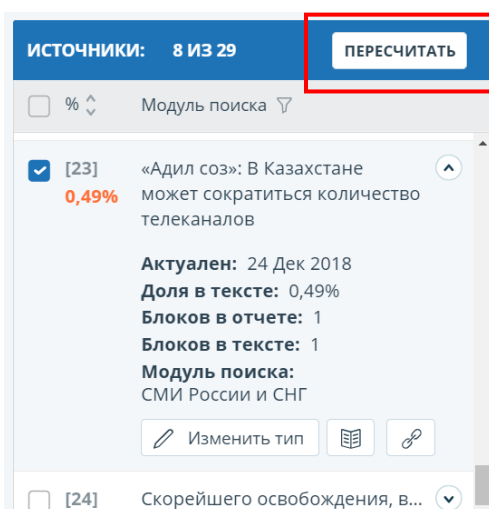 ИСТОЧНИКИ: 8 ИЗ 29 ПЕРЕСЧИТАТЬ
% Модуль поиска
[23] «Адил соз»: В Казахстане
0,49% может сократиться количество
телеканалов
Актуален: 24 Дек 2018
Доля в тексте: 0,49%
Блоков в отчете: 1
Блоков в тексте: 1
Модуль поиска:
СМИ России и СНГ
Изменить тип
[24] Скорейшего освобождения, в...